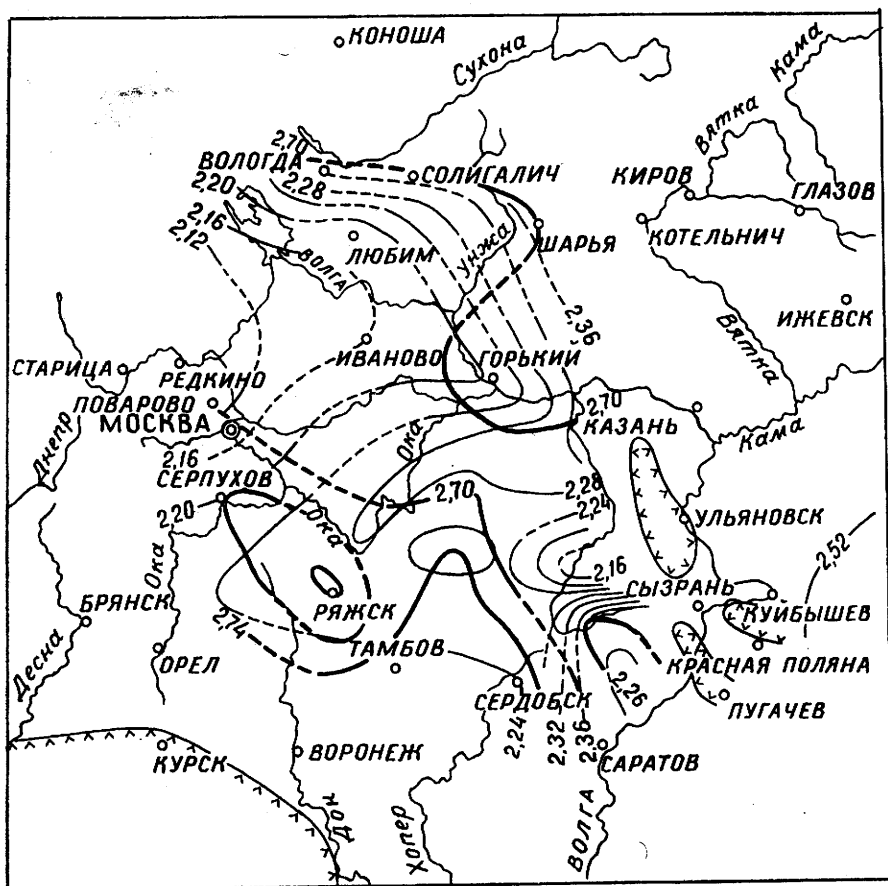 КОНОША
Сухона
Кама
Вятка
2,70
ВОЛОГДА
СОЛИГАЛИЧ
КИРОВ
2,20
2,28
ГЛАЗОВ
2,16
2,12
ЛЮБИМ
Унжа
ШАРЬЯ
КОТЕЛЬНИЧ
ВОЛГА
2,36
ИЖЕВСК
Вятка
СТАРИЦА
РЕДКИНО
ИВАНОВО
ГОРЬКИЙ
ПОВАРОВО
МОСКВА
2,70
КАЗАНЬ
Кама
Днепр
Ока
2,16
СЕРПУХОВ
2,20
2,70
2,28
2,24
Ока
УЛЬЯНОВСК
Ока
2,16
2,52
СЫЗРАНЬ
БРЯНСК
РЯЖСК
КУЙБЫШЕВ
2,74
ТАМБОВ
Десна
ОРЕЛ
КРАСНАЯ ПОЛЯНА
СЕРДОБСК
2,26
ПУГАЧЕВ
2,24
2,32
2,36
КУРСК
ВОРОНЕЖ
САРАТОВ
Дон
Хопер
ВОЛГА